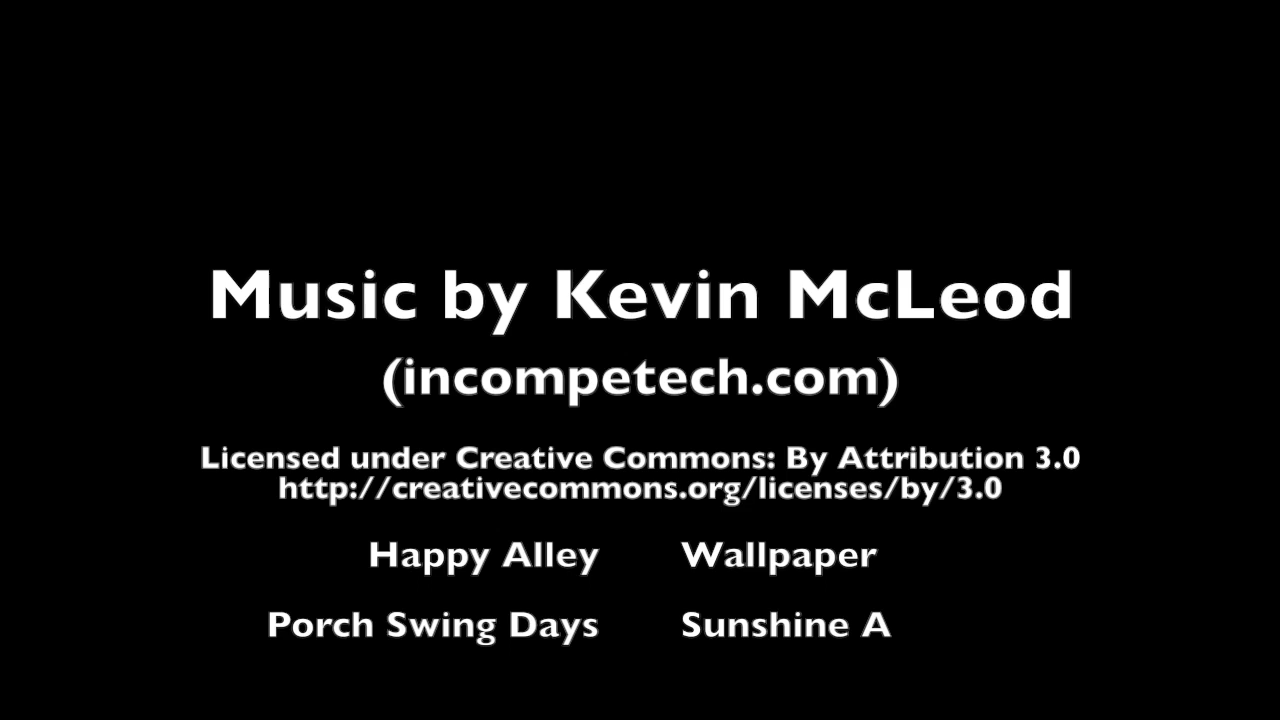 Music by Kevin McLeod
(incompetech.com)
Licensed under Creative Commons: By Attribution 3.0
http://creativecommons.org/licenses/by/3.0
Happy Alley Wallpaper
Porch Swing Days Sunshine A